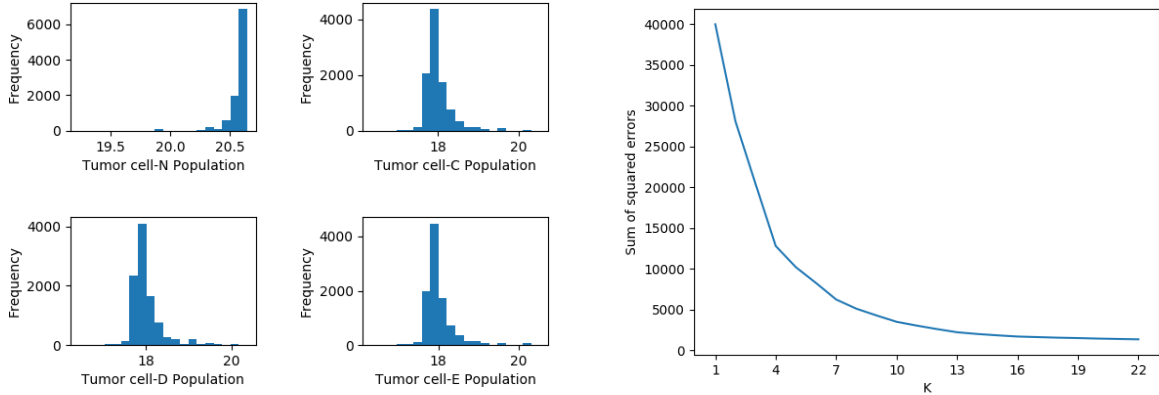 6000
4000
2000
0
Frequency
19.5 20.0 20.5
Tumor cell-N Population
4000
2000
0
Frequency
18 20
Tumor cell-C Population
4000
2000
0
Frequency
18 20
Tumor cell-D Population
4000
2000
0
Frequency
18 20
Tumor cell-E Population
40000
35000
30000
25000
20000
15000
10000
5000
0
Sum of squared errors
1 4 7 10 13 16 19 22
K